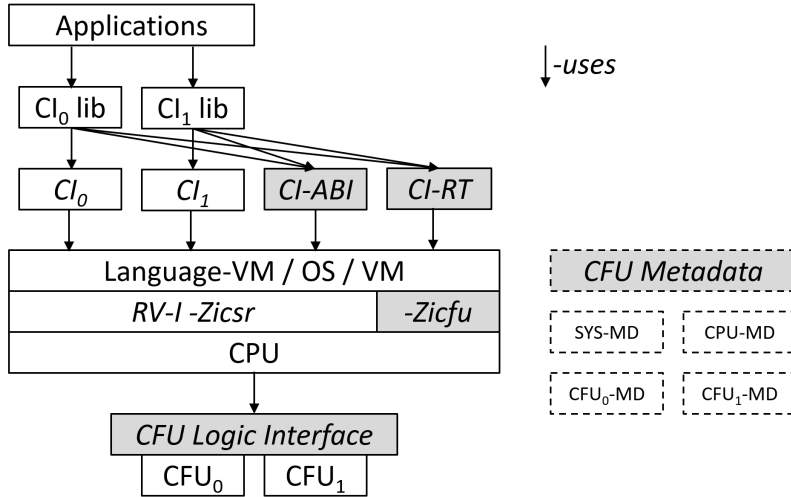 Applications
-uses
CI₀ lib CI₁ lib
CI₀ CI₁ CI-ABI CI-RT
Language-VM / OS / VM
CFU Metadata
RV-I -Zicsr -Zicfu
SYS-MD CPU-MD
CPU
CFU₀-MD CFU₁-MD
CFU Logic Interface
CFU₀ CFU₁